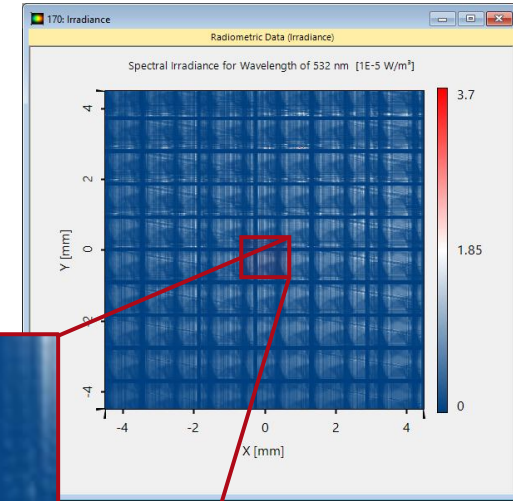 170: Irradiance
Radiometric Data (Irradiance)
Spectral Irradiance for Wavelength of 532 nm [1E-5 W/m³]
3.7
4
2
0
1.85
Y [mm]
-2
-4
0
-4 -2 0 2 4
X [mm]